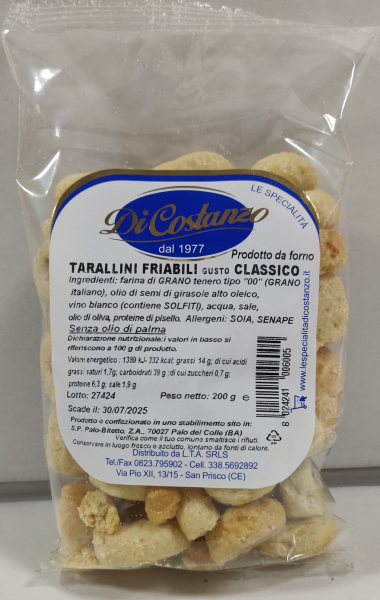 Di Costanzo
dal 1977
LE SPECIALITÀ
Prodotto da forno
TARALLINI FRIABILI GUSTO CLASSICO
Ingredienti: farina di GRANO tenero tipo "00" (GRANO
italiano), olio di semi di girasole alto oleico,
vino bianco (contiene SOLFITI), acqua, sale,
olio di oliva, proteine di pisello. Allergeni: SOIA, SENAPE
Senza olio di palma
Dichiarazione nutrizionale:i valori in basso si
riferiscono a 100 g di prodotto.
Valori energetico : 1389 kJ- 332 kcal; grassi 14 g; di cui acidi
grassi saturi 1,7g; carboidrati 39 g; di cui zuccheri 0,7 g;
proteine 6,3 g; sale 1,9 g
Lotto: 27424 Peso netto: 200 g e
Scade il: 30/07/2025
Prodotto e confezionato in uno stabilimento sito in:
S.P. Palo-Bitetto, Z.A., 70027 Palo del Colle (BA)
Verifica come il tuo comune smaltisce i rifiuti.
Conservare in luogo fresco e asciutto, lontano da fonti di calore.
Distribuito da L.T.A. SRLS
Tel./Fax 0823.795902 - Cell. 338.5692892
Via Pio XII, 13/15 - San Prisco (CE)
8 024241 006005
www.lespecialitadicostanzo.it